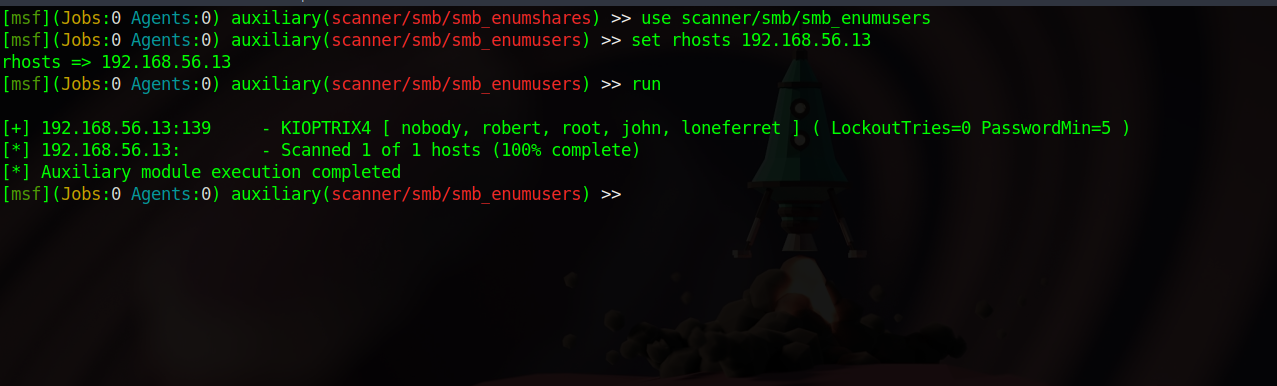 [msf](Jobs:0 Agents:0) auxiliary(scanner/smb/smb_enumshares) >> use scanner/smb/smb_enumusers
[msf](Jobs:0 Agents:0) auxiliary(scanner/smb/smb_enumusers) >> set rhosts 192.168.56.13
rhosts => 192.168.56.13
[msf](Jobs:0 Agents:0) auxiliary(scanner/smb/smb_enumusers) >> run
[+] 192.168.56.13:139     - KIOPTRIX4 [ nobody, robert, root, john, loneferret ] ( LockoutTries=0 PasswordMin=5 )
[*] 192.168.56.13:        - Scanned 1 of 1 hosts (100% complete)
[*] Auxiliary module execution completed
[msf](Jobs:0 Agents:0) auxiliary(scanner/smb/smb_enumusers) >>